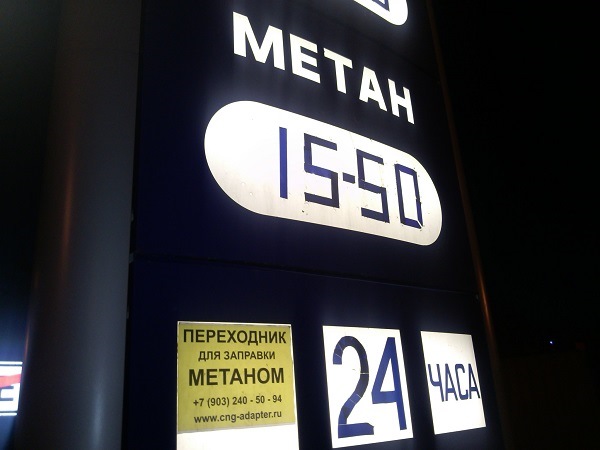 МЕТАН
15-50
ПЕРЕХОДНИК
ДЛЯ ЗАПРАВКИ
МЕТАНОМ
+7 (903) 240 - 50 - 94
www.cng-adapter.ru
24 ЧАСА